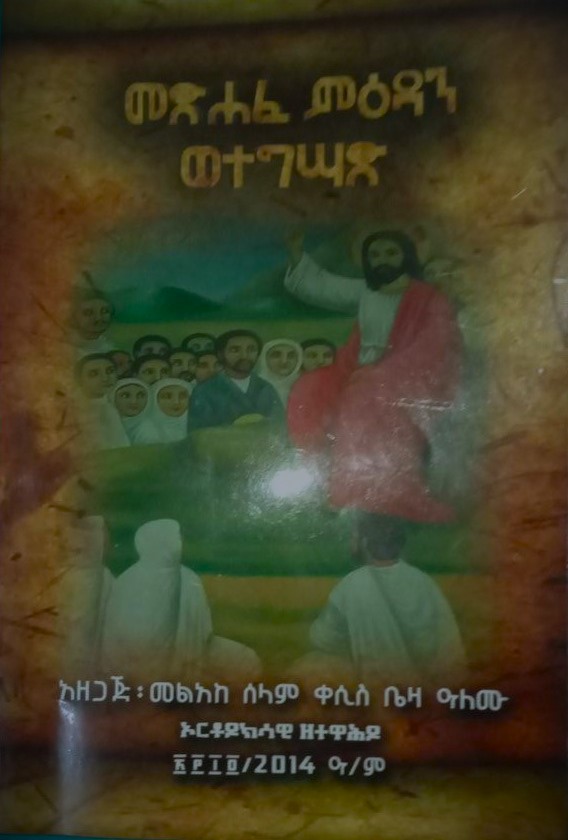 መጽሐፈ ምዕዳን
ወተግሣጽ
አዘጋጅ፡ መልአከ ሰላም ቀሲስ ቤዛ ዓለሙ
ኦርቶዶክሳዊ ዘተዋሕዶ
፳፻፲፬/2014 ዓ/ም